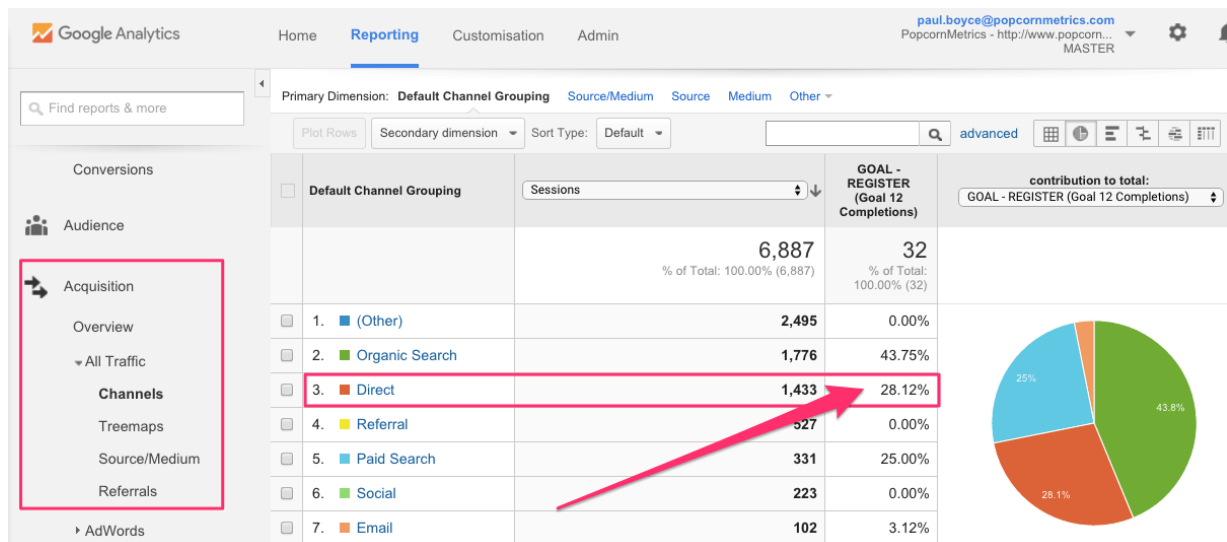 Google Analytics
Home Reporting Customisation Admin
paul.boyce@popcornmetrics.com
PopcornMetrics - http://www.popcorn...
MASTER
Find reports & more
Conversions
Audience
Acquisition
Overview
All Traffic
Channels
Treemaps
Source/Medium
Referrals
AdWords
Primary Dimension: Default Channel Grouping Source/Medium Source Medium Other
Plot Rows Secondary dimension Sort Type: Default advanced
Default Channel Grouping
Sessions
GOAL -
REGISTER
(Goal 12
Completions)
contribution to total:
GOAL - REGISTER (Goal 12 Completions)
6,887
% of Total: 100.00% (6,887)
32
% of Total:
100.00% (32)
1. (Other) 2,495 0.00%
2. Organic Search 1,776 43.75%
3. Direct 1,433 28.12%
4. Referral 527 0.00%
5. Paid Search 331 25.00%
6. Social 223 0.00%
7. Email 102 3.12%
25%
43.8%
28.1%